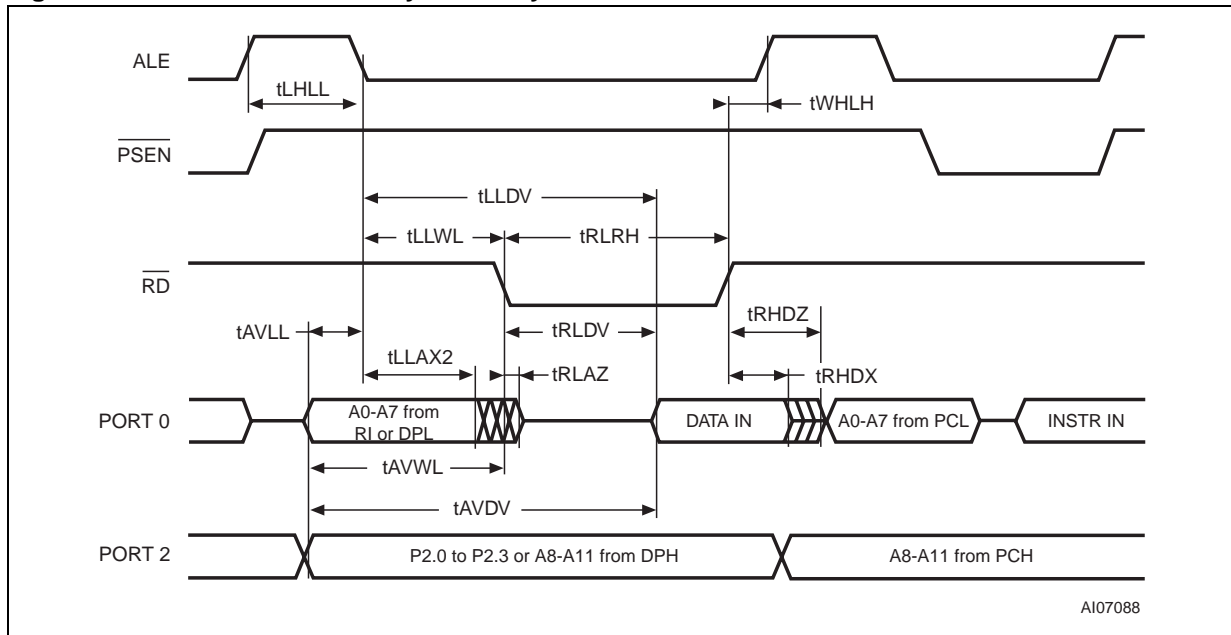 ALE
tLHLL
tWHLH
PSEN
tLLDV
tLLWL
tRLRH
RD
tAVLL
tRLDV
tRHDZ
tLLAX2
tRLAZ
tRHDX
PORT 0
A0-A7 from
RI or DPL
DATA IN
A0-A7 from PCL
INSTR IN
tAVWL
tAVDV
PORT 2
P2.0 to P2.3 or A8-A11 from DPH
A8-A11 from PCH
AI07088